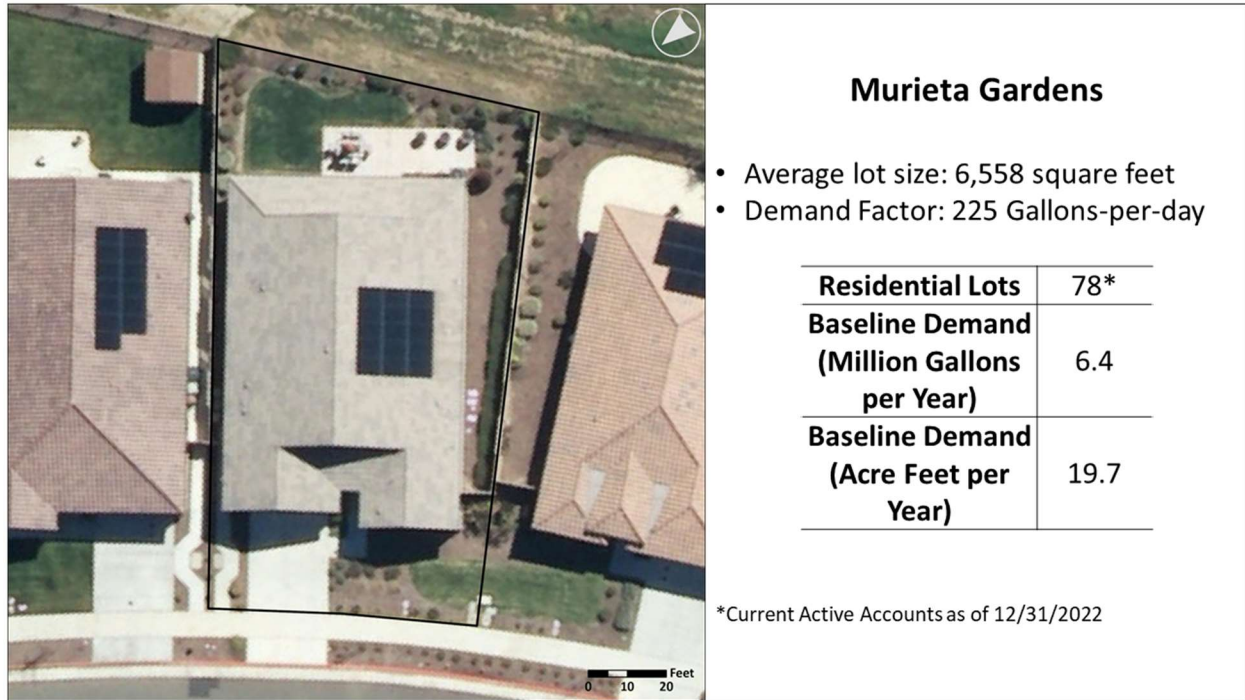 Murieta Gardens
• Average lot size: 6,558 square feet
• Demand Factor: 225 Gallons-per-day
Residential Lots 78*
Baseline Demand
(Million Gallons 6.4
per Year)
Baseline Demand
(Acre Feet per 19.7
Year)
*Current Active Accounts as of 12/31/2022
Feet
0 10 20